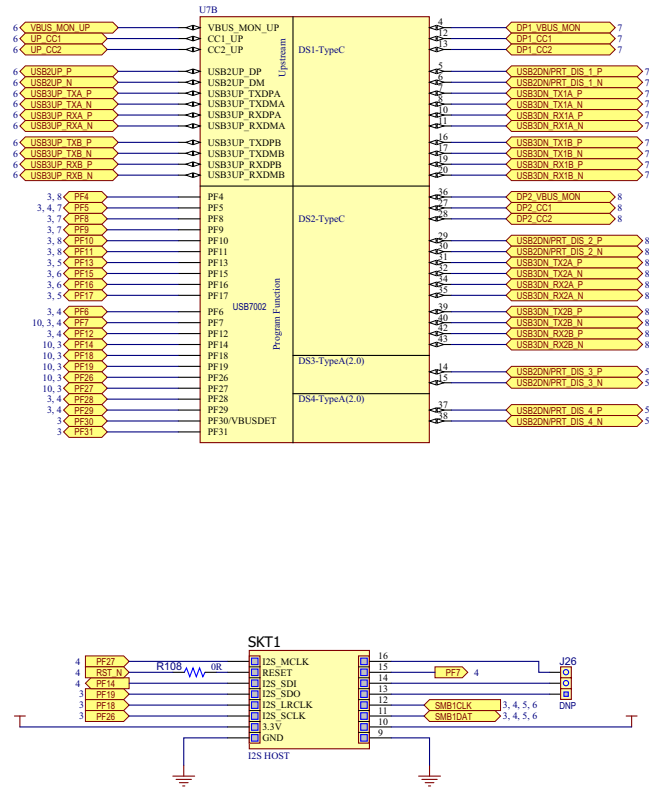 U7B
6 VBUS_MON_UP VBUS_MON_UP 4 DP1_VBUS_MON 7
6 UP_CC1 CC1_UP 12 DP1_CC1 7
6 UP_CC2 CC2_UP 13 DP1_CC2 7
Upstream
DS1-TypeC
6 USB2UP_P USB2UP_DP 5 USB2DN/PRT_DIS_1_P 7
6 USB2UP_N USB2UP_DM 6 USB2DN/PRT_DIS_1_N 7
6 USB3UP_TXA_P USB3UP_TXDPA 7 USB3DN_TX1A_P 7
6 USB3UP_TXA_N USB3UP_TXDMA 8 USB3DN_TX1A_N 7
6 USB3UP_RXA_P USB3UP_RXDPA 10 USB3DN_RX1A_P 7
6 USB3UP_RXA_N USB3UP_RXDMA 11 USB3DN_RX1A_N 7
6 USB3UP_TXB_P USB3UP_TXDPB 16 USB3DN_TX1B_P 7
6 USB3UP_TXB_N USB3UP_TXDMB 17 USB3DN_TX1B_N 7
6 USB3UP_RXB_P USB3UP_RXDPB 19 USB3DN_RX1B_P 7
6 USB3UP_RXB_N USB3UP_RXDMB 20 USB3DN_RX1B_N 7
3, 8 PF4 PF4 36 DP2_VBUS_MON 8
3, 4, 7 PF5 PF5 27 DP2_CC1
3, 7 PF8 PF8 DS2-TypeC 28 DP2_CC2 8
3, 7 PF9 PF9
3, 8 PF10 PF10 29 USB2DN/PRT_DIS_2_P 8
3, 8 PF11 PF11 30 USB2DN/PRT_DIS_2_N 8
3, 5 PF13 PF13 31 USB3DN_TX2A_P 8
3, 6 PF15 PF15 32 USB3DN_TX2A_N 8
3, 6 PF16 PF16 34 USB3DN_RX2A_P 8
3, 5 PF17 PF17 35 USB3DN_RX2A_N 8
USB7002
Program Function
3, 4 PF6 PF6 39 USB3DN_TX2B_P 8
10, 3, 4 PF7 PF7 40 USB3DN_TX2B_N 8
3, 4 PF12 PF12 42 USB3DN_RX2B_P 8
10, 3 PF14 PF14 43 USB3DN_RX2B_N 8
10, 3 PF18 PF18
10, 3 PF19 PF19 DS3-TypeA(2.0) 14 USB2DN/PRT_DIS_3_P 5
10, 3 PF26 PF26 15 USB2DN/PRT_DIS_3_N 5
10, 3 PF27 PF27
3, 4 PF28 PF28 DS4-TypeA(2.0)
3, 4 PF29 PF29 37 USB2DN/PRT_DIS_4_P 5
3 PF30 PF30/VBUSDET 38 USB2DN/PRT_DIS_4_N 5
3 PF31 PF31
SKT1
4 PF27 I2S_MCLK 16 J26
4 RST_N R108 0R RESET 15 PF7 4
4 PF14 I2S_SDI 14
3 PF19 I2S_SDO 13 DNP
3 PF18 I2S_LRCLK 12 SMB1CLK 3, 4, 5, 6
3 PF26 I2S_SCLK 11 SMB1DAT 3, 4, 5, 6
3.3V 10
GND 9
I2S HOST